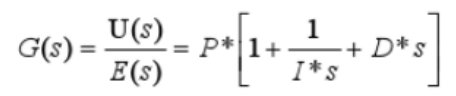 G(s) = U(s)/E(s) = P*[1 + 1/(I*s) + D*s]